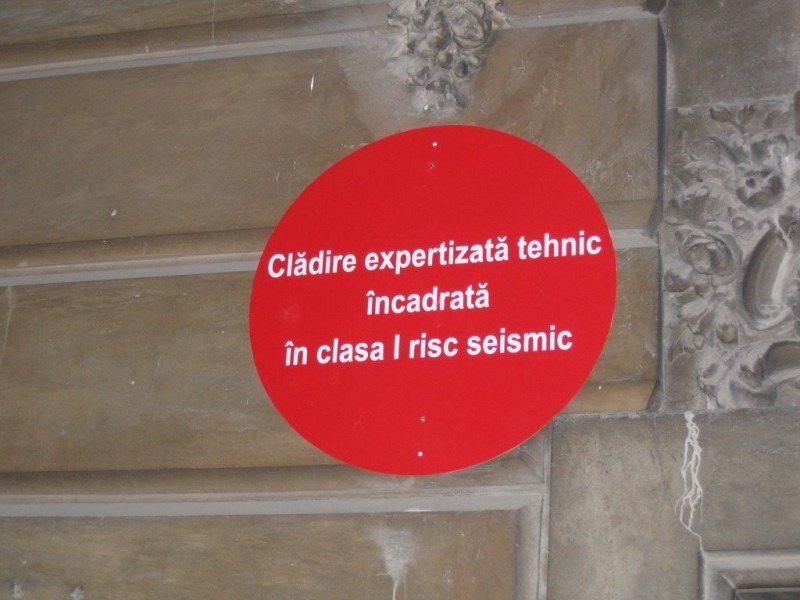 Clădire expertizată tehnic
încadrată
în clasa I risc seismic